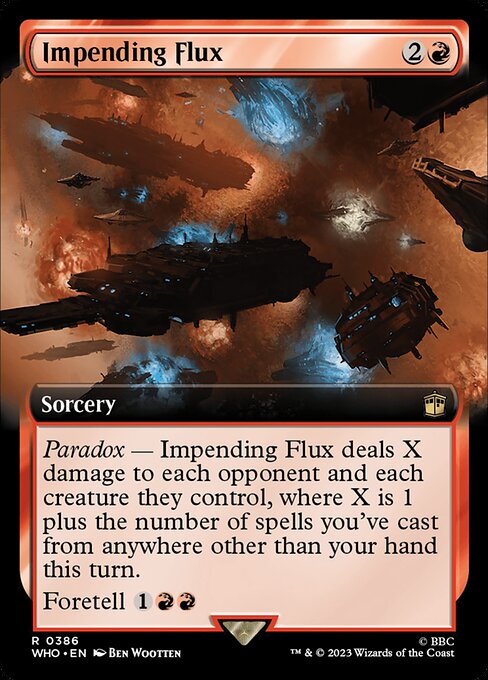 Impending Flux 2
Sorcery
Paradox — Impending Flux deals X
damage to each opponent and each
creature they control, where X is 1
plus the number of spells you've cast
from anywhere other than your hand
this turn.
Foretell 1
R 0386
WHO • EN Ben Wootten
© BBC
™ & © 2023 Wizards of the Coast